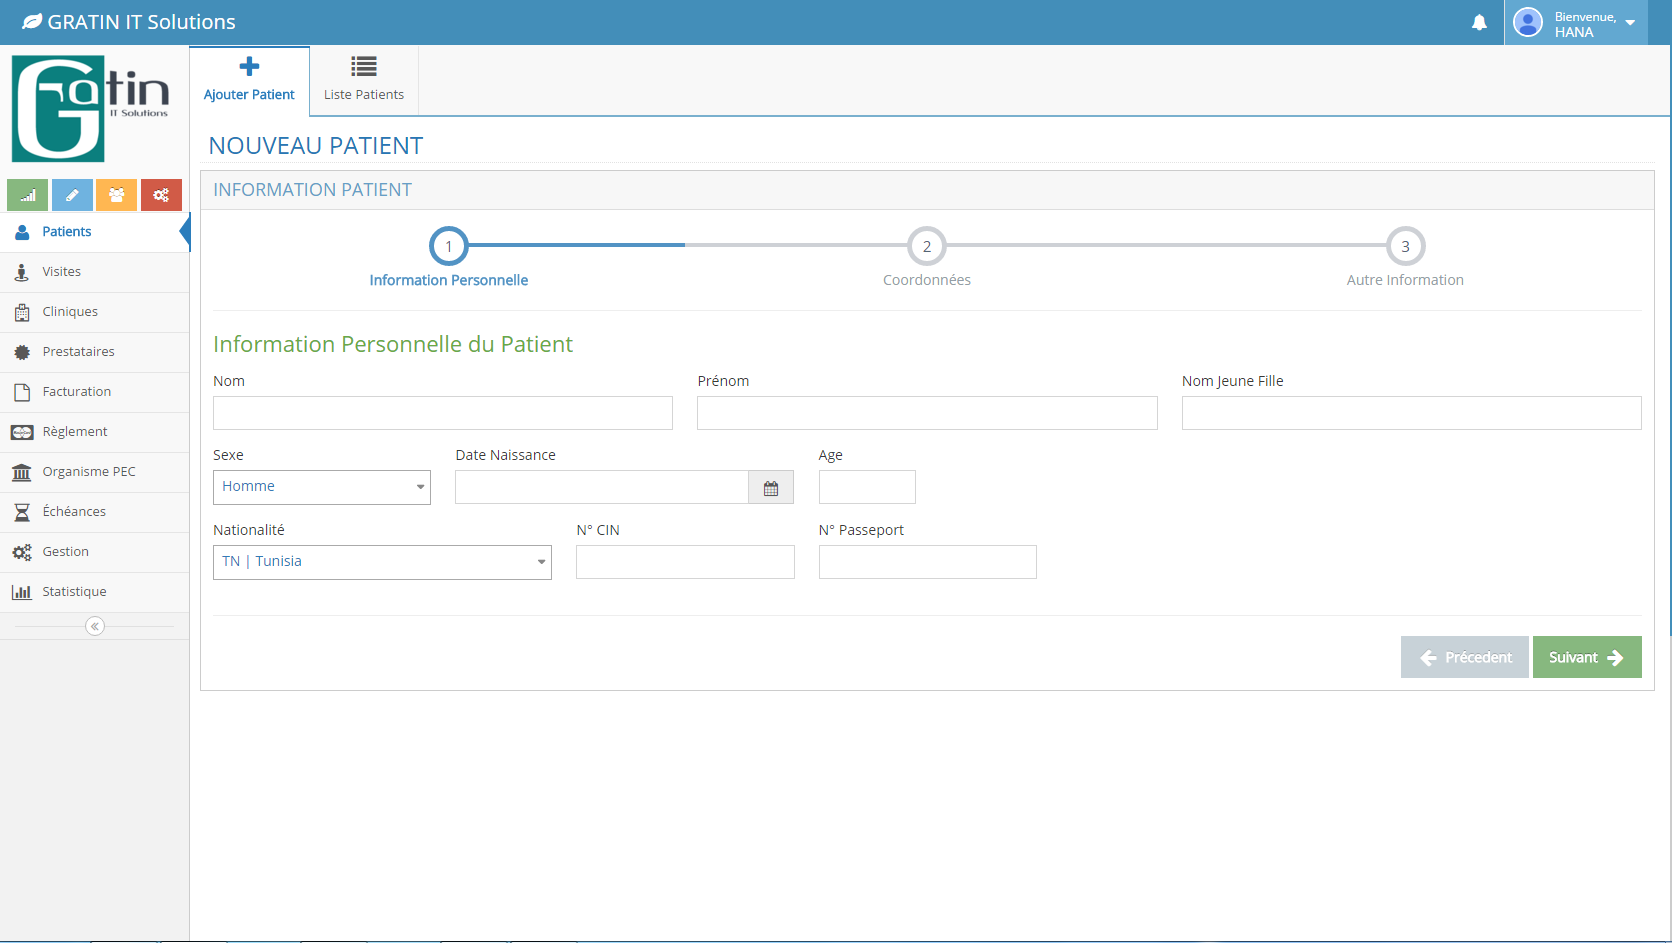 GRATIN IT Solutions
Bienvenue,
HANA
Gratin
IT Solutions
Ajouter Patient
Liste Patients
NOUVEAU PATIENT
INFORMATION PATIENT
Patients
Visites
Cliniques
Prestataires
Facturation
Règlement
Organisme PEC
Échéances
Gestion
Statistique
1
2
3
Information Personnelle
Coordonnées
Autre Information
Information Personnelle du Patient
Nom
Prénom
Nom Jeune Fille
Sexe
Date Naissance
Age
Homme
Nationalité
N° CIN
N° Passeport
TN | Tunisia
Précedent
Suivant